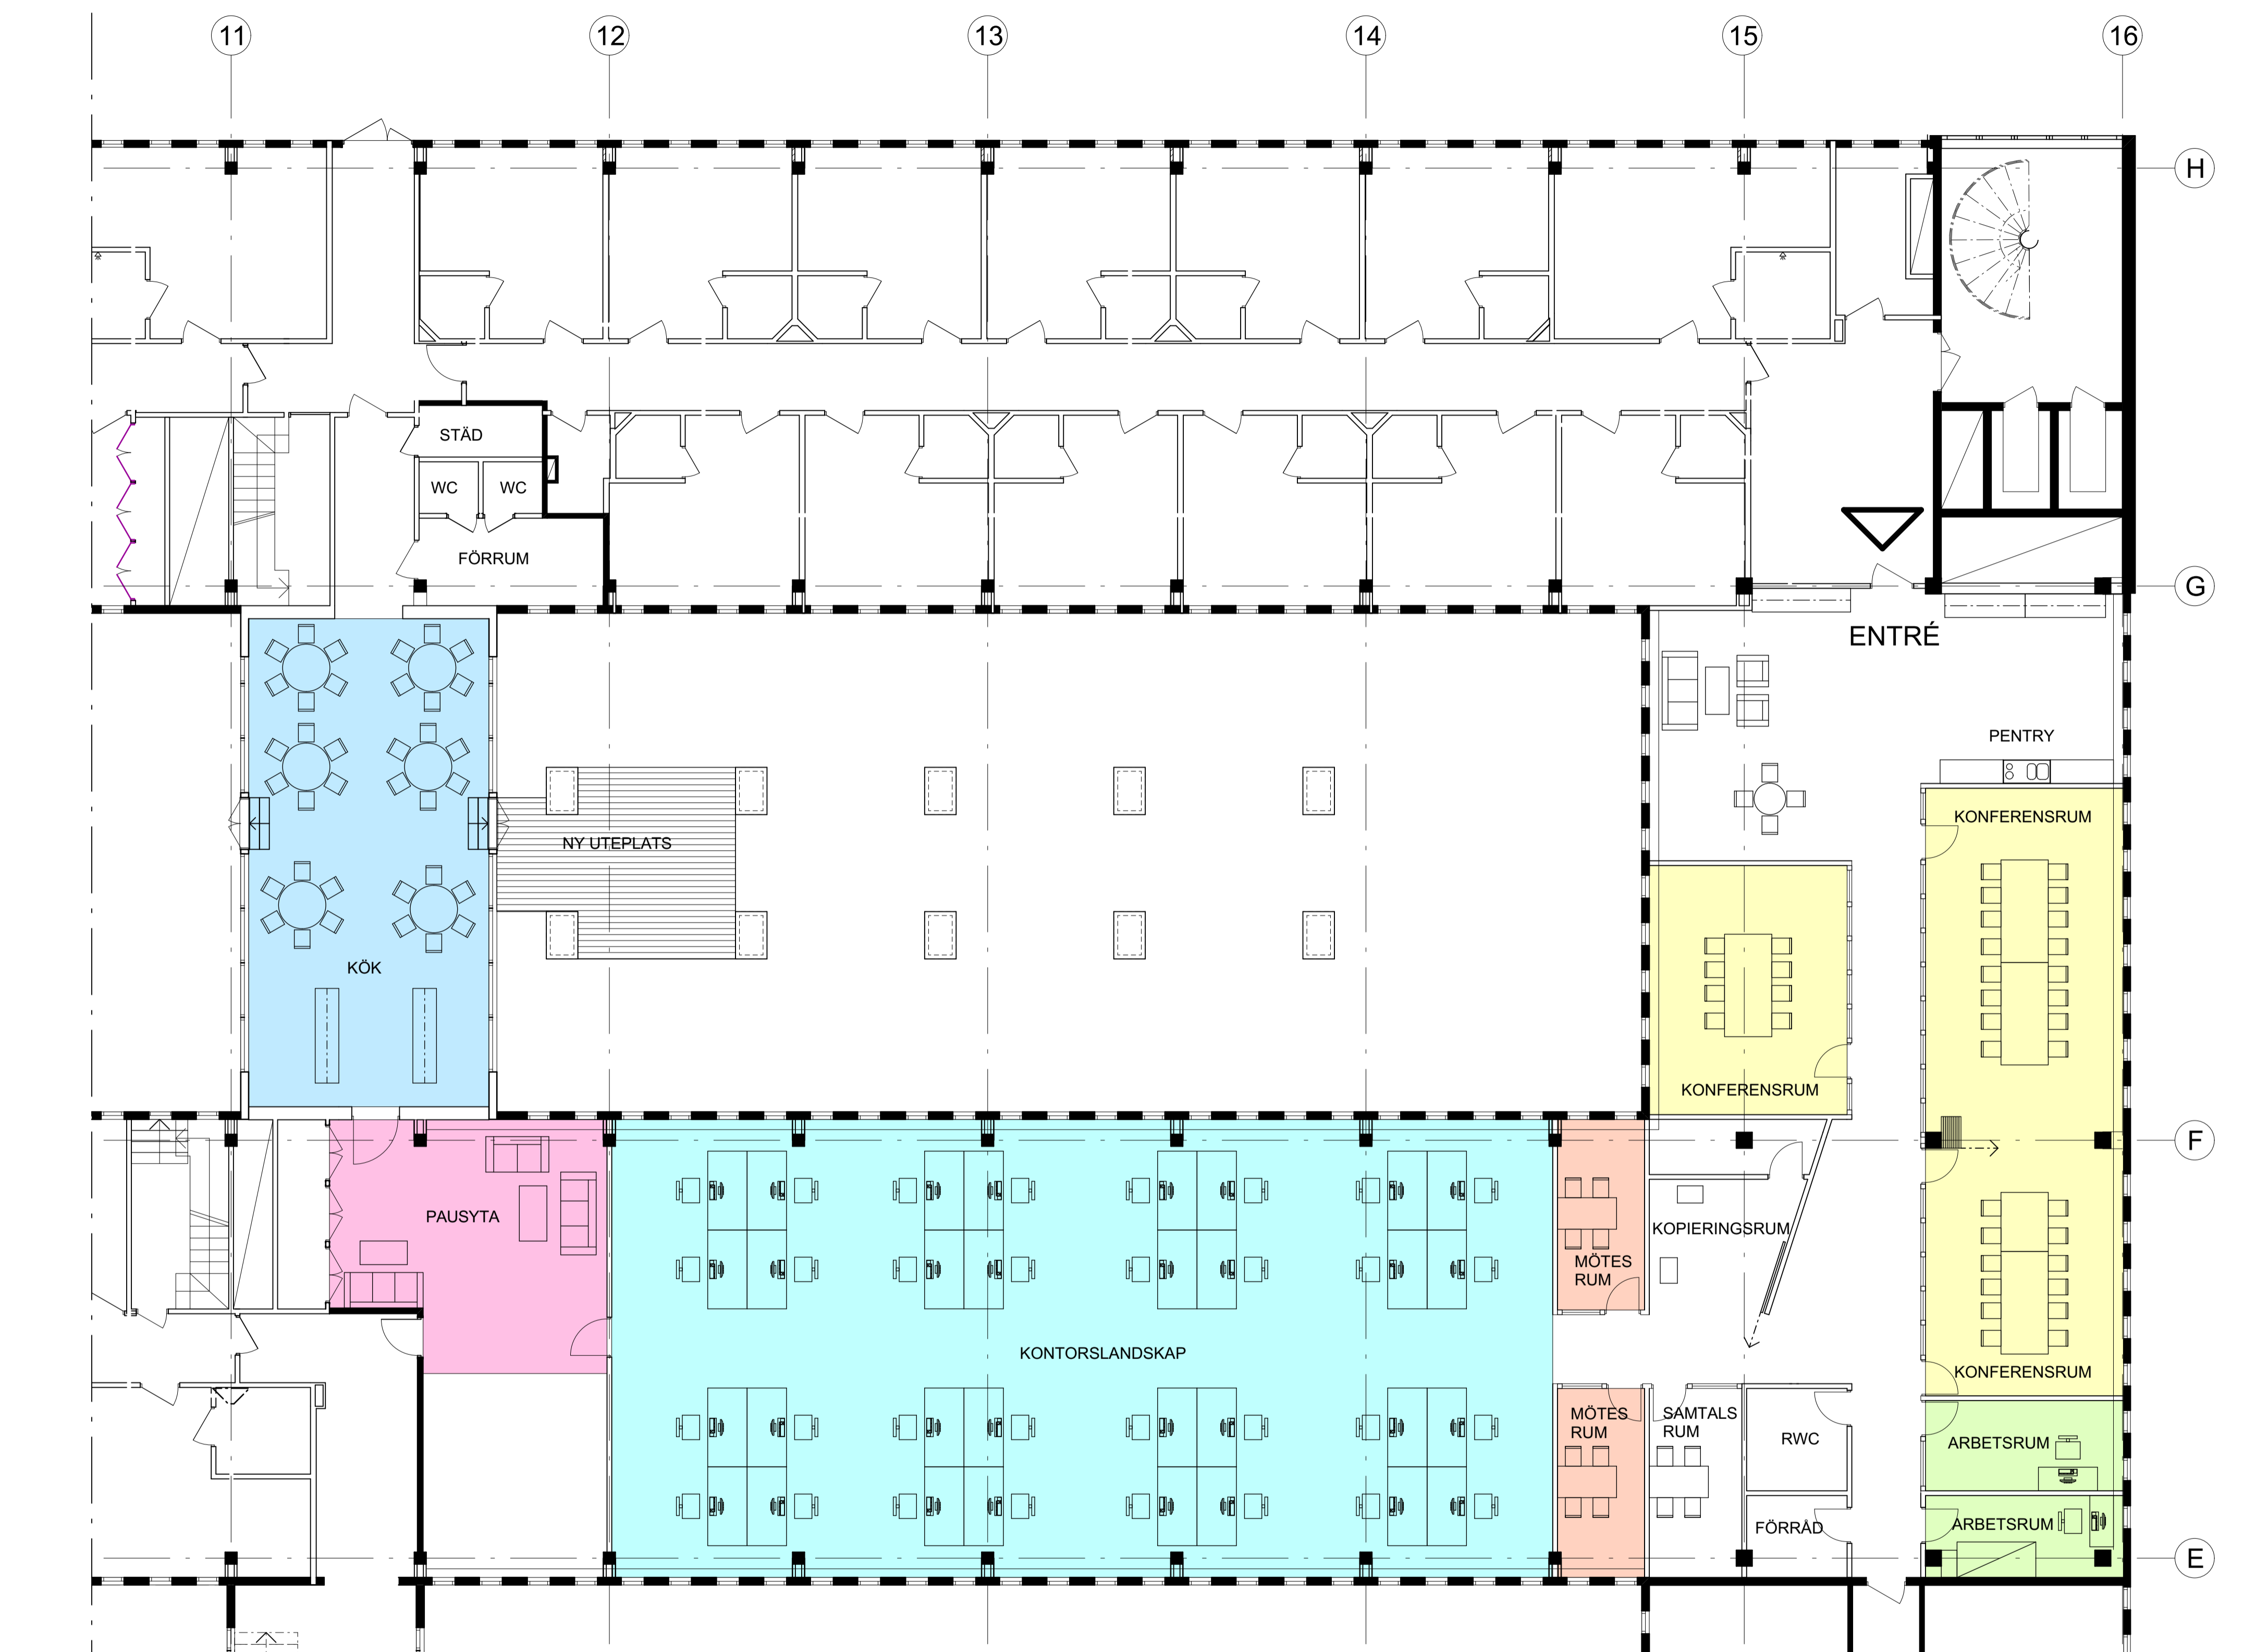 11
12
13
14
15
16
H
STÄD
WC
WC
FÖRRUM
G
ENTRÉ
PENTRY
KONFERENSRUM
NY UTEPLATS
KÖK
KONFERENSRUM
F
PAUSYTA
KOPIERINGSRUM
MÖTES
RUM
KONTORSLANDSKAP
KONFERENSRUM
MÖTES
RUM
SAMTALS
RUM
RWC
ARBETSRUM
FÖRRÅD
ARBETSRUM
E